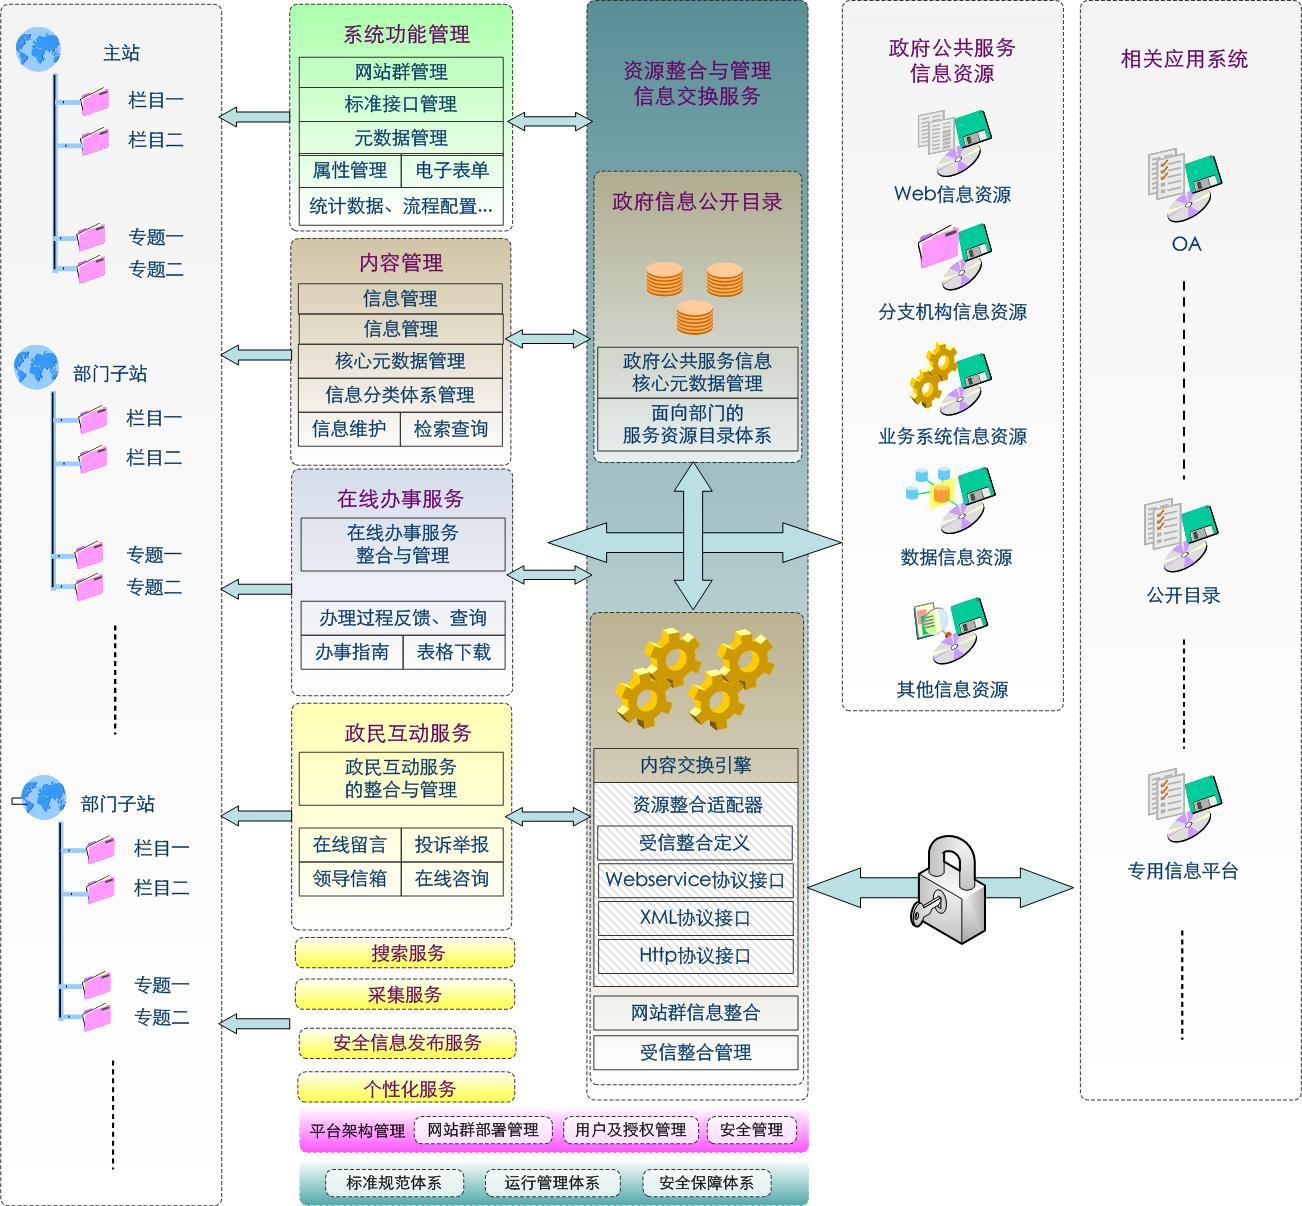 主站
栏目一
栏目二
专题一
专题二
部门子站
栏目一
栏目二
专题一
专题二
部门子站
栏目一
栏目二
专题一
专题二
系统功能管理
网站群管理
标准接口管理
元数据管理
属性管理
电子表单
统计数据、流程配置...
内容管理
信息管理
信息管理
核心元数据管理
信息分类体系管理
信息维护
检索查询
在线办事服务
在线办事服务
整合与管理
办理过程反馈、查询
办事指南
表格下载
政民互动服务
政民互动服务
的整合与管理
在线留言
投诉举报
领导信箱
在线咨询
搜索服务
采集服务
安全信息发布服务
个性化服务
资源整合与管理
信息交换服务
政府信息公开目录
政府公共服务信息
核心元数据管理
面向部门的
服务资源目录体系
内容交换引擎
资源整合适配器
受信整合定义
Webservice协议接口
XML协议接口
Http协议接口
网站群信息整合
受信整合管理
政府公共服务
信息资源
Web信息资源
分支机构信息资源
业务系统信息资源
数据信息资源
其他信息资源
相关应用系统
OA
公开目录
专用信息平台
平台架构管理
网站群部署管理
用户及授权管理
安全管理
标准规范体系
运行管理体系
安全保障体系